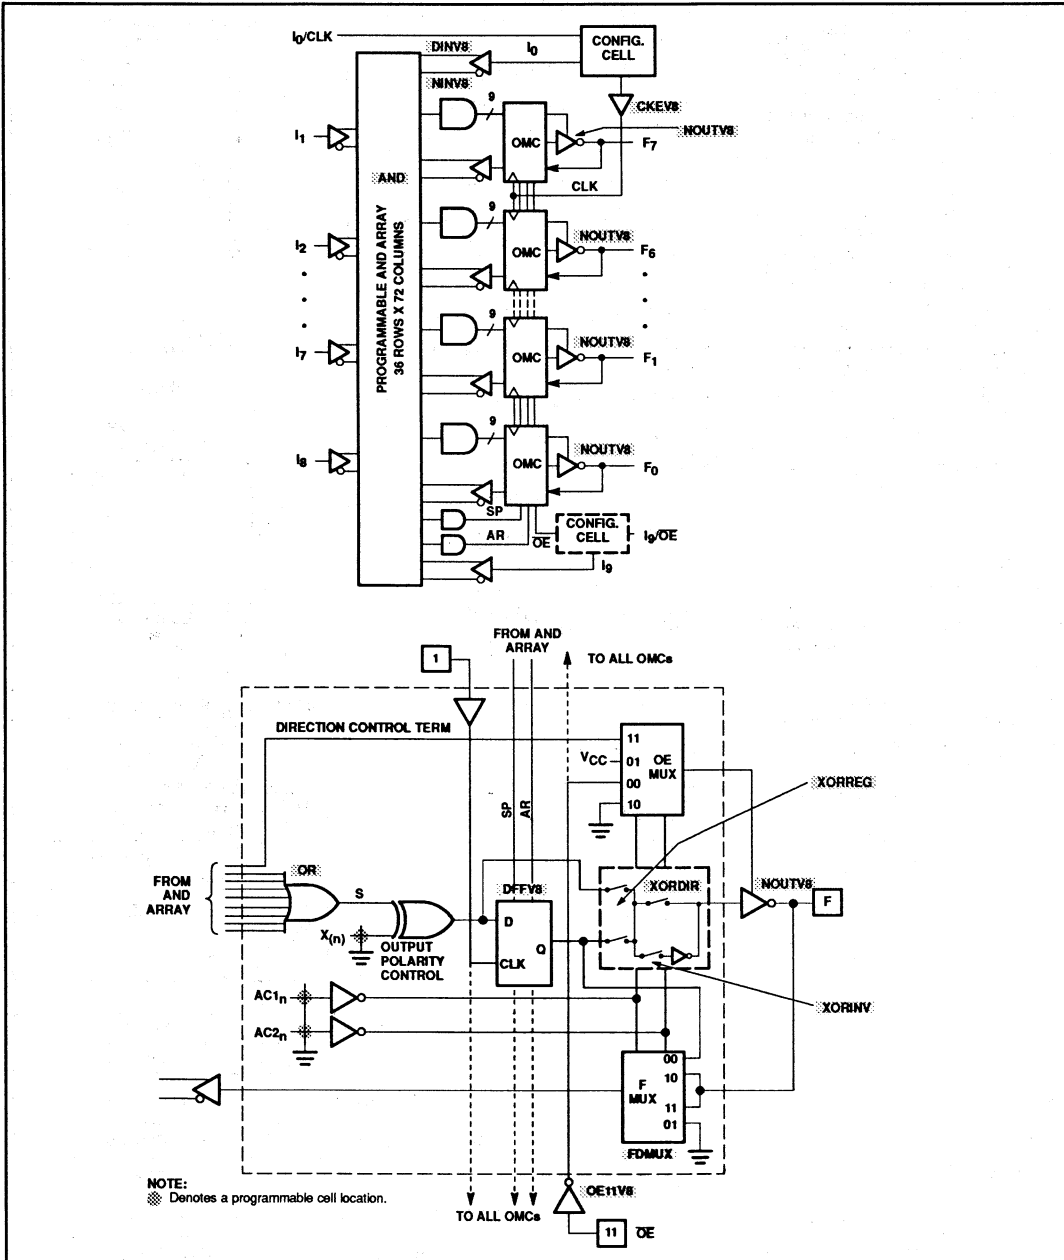 I0/CLK
DINV8
I0
CONFIG.
CELL
NINV8
9
CKEV8
NOUTV8
I1
OMC
F7
AND
CLK
9
I2
OMC
NOUTV8
F6
PROGRAMMABLE AND ARRAY
36 ROWS X 72 COLUMNS
9
I7
OMC
NOUTV8
F1
9
I8
OMC
NOUTV8
F0
SP
AR
OE
CONFIG.
CELL
I9/OE
I9
FROM AND
ARRAY
1
TO ALL OMCs
DIRECTION CONTROL TERM
11
VCC
01
OE
MUX
00
10
SP
AR
XORREG
FROM
AND
ARRAY
OR
S
DFFV8
XORDIR
NOUTV8
F
D
X(n)
OUTPUT
POLARITY
CONTROL
Q
CLK
AC1n
XORINV
AC2n
00
F
MUX
10
11
01
FDMUX
NOTE:
Denotes a programmable cell location.
OE11V8
TO ALL OMCs
11
OE